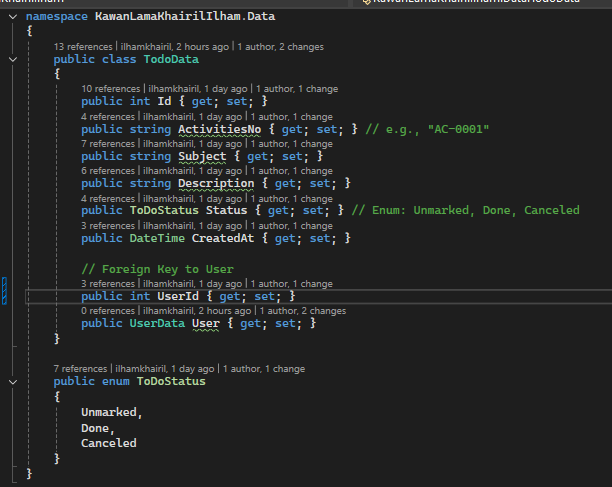 namespace KawanLamaKhairilIlham.Data
{
13 references | ilhamkhairil, 2 hours ago | 1 author, 2 changes
public class TodoData
{
10 references | ilhamkhairil, 1 day ago | 1 author, 1 change
public int Id { get; set; }
4 references | ilhamkhairil, 1 day ago | 1 author, 1 change
public string ActivitiesNo { get; set; } // e.g., "AC-0001"
7 references | ilhamkhairil, 1 day ago | 1 author, 1 change
public string Subject { get; set; }
6 references | ilhamkhairil, 1 day ago | 1 author, 1 change
public string Description { get; set; }
4 references | ilhamkhairil, 1 day ago | 1 author, 1 change
public ToDoStatus Status { get; set; } // Enum: Unmarked, Done, Canceled
3 references | ilhamkhairil, 1 day ago | 1 author, 1 change
public DateTime CreatedAt { get; set; }
// Foreign Key to User
3 references | ilhamkhairil, 1 day ago | 1 author, 1 change
public int UserId { get; set; }
0 references | ilhamkhairil, 2 hours ago | 1 author, 2 changes
public UserData User { get; set; }
}
7 references | ilhamkhairil, 1 day ago | 1 author, 1 change
public enum ToDoStatus
{
Unmarked,
Done,
Canceled
}
}